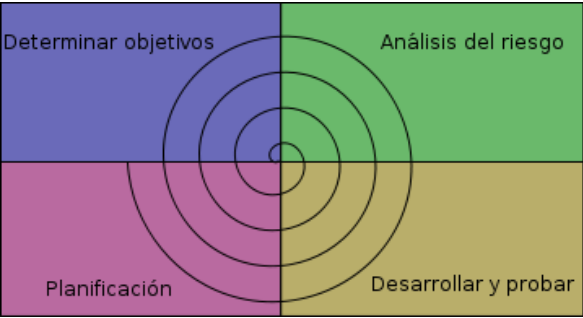 Determinar objetivos
Análisis del riesgo
Planificación
Desarrollar y probar